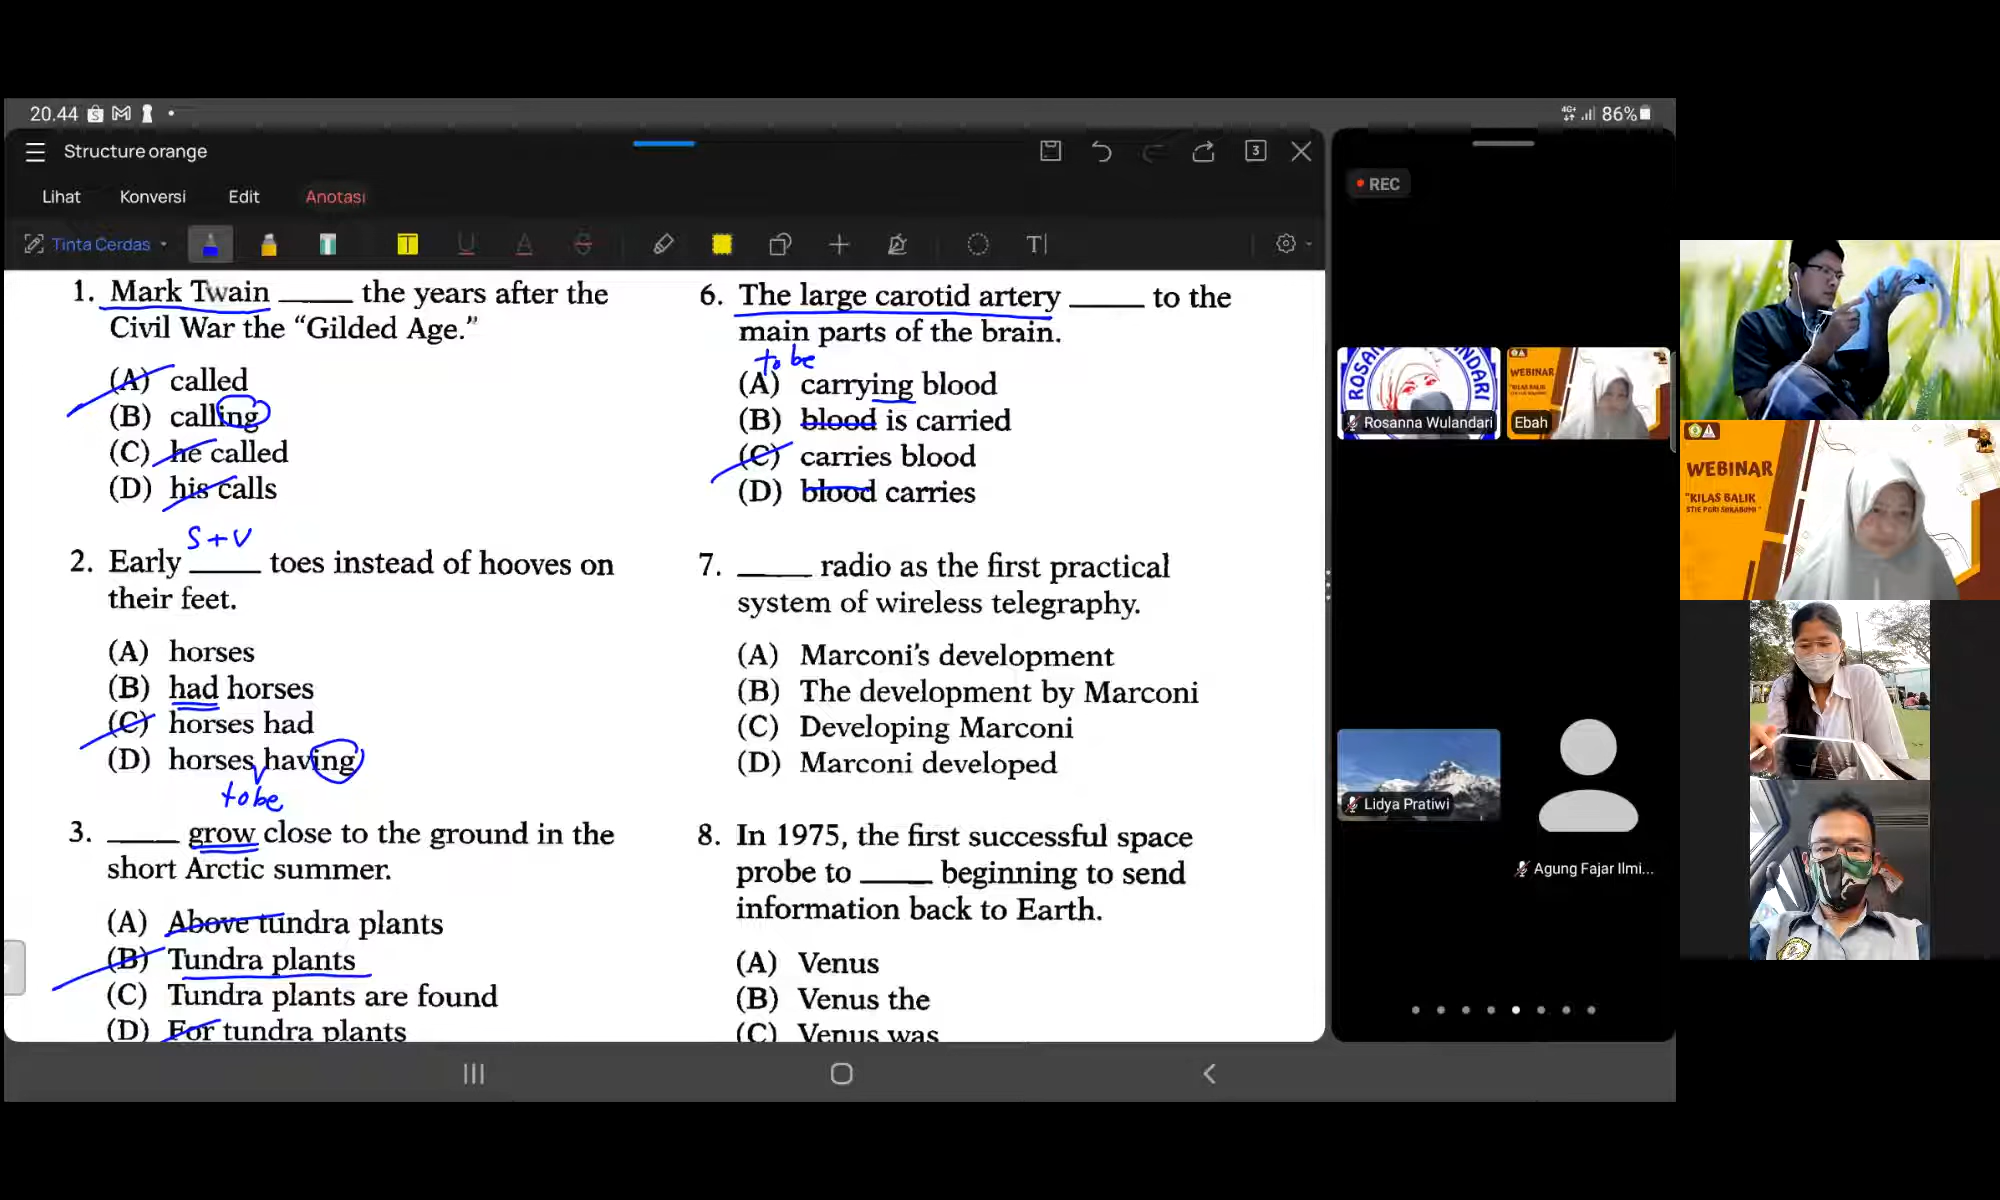 20.44
4G+ 86%
Structure orange
3
Lihat Konversi Edit Anotasi
Tinta Cerdas
1. Mark Twain _____ the years after the
Civil War the “Gilded Age.”
(A) called
(B) calling
(C) he called
(D) his calls
S+V
2. Early _____ toes instead of hooves on
their feet.
(A) horses
(B) had horses
(C) horses had
(D) horses having
to be
3. _____ grow close to the ground in the
short Arctic summer.
(A) Above tundra plants
(B) Tundra plants
(C) Tundra plants are found
(D) For tundra plants
6. The large carotid artery _____ to the
main parts of the brain.
to be
(A) carrying blood
(B) blood is carried
(C) carries blood
(D) blood carries
7. _____ radio as the first practical
system of wireless telegraphy.
(A) Marconi’s development
(B) The development by Marconi
(C) Developing Marconi
(D) Marconi developed
8. In 1975, the first successful space
probe to _____ beginning to send
information back to Earth.
(A) Venus
(B) Venus the
(C) Venus was
REC
Rosanna Wulandari
WEBINAR
Ebah
Lidya Pratiwi
Agung Fajar Ilmi...
WEBINAR
"KILAS BALIK
STIE PGRI SUKABUMI"